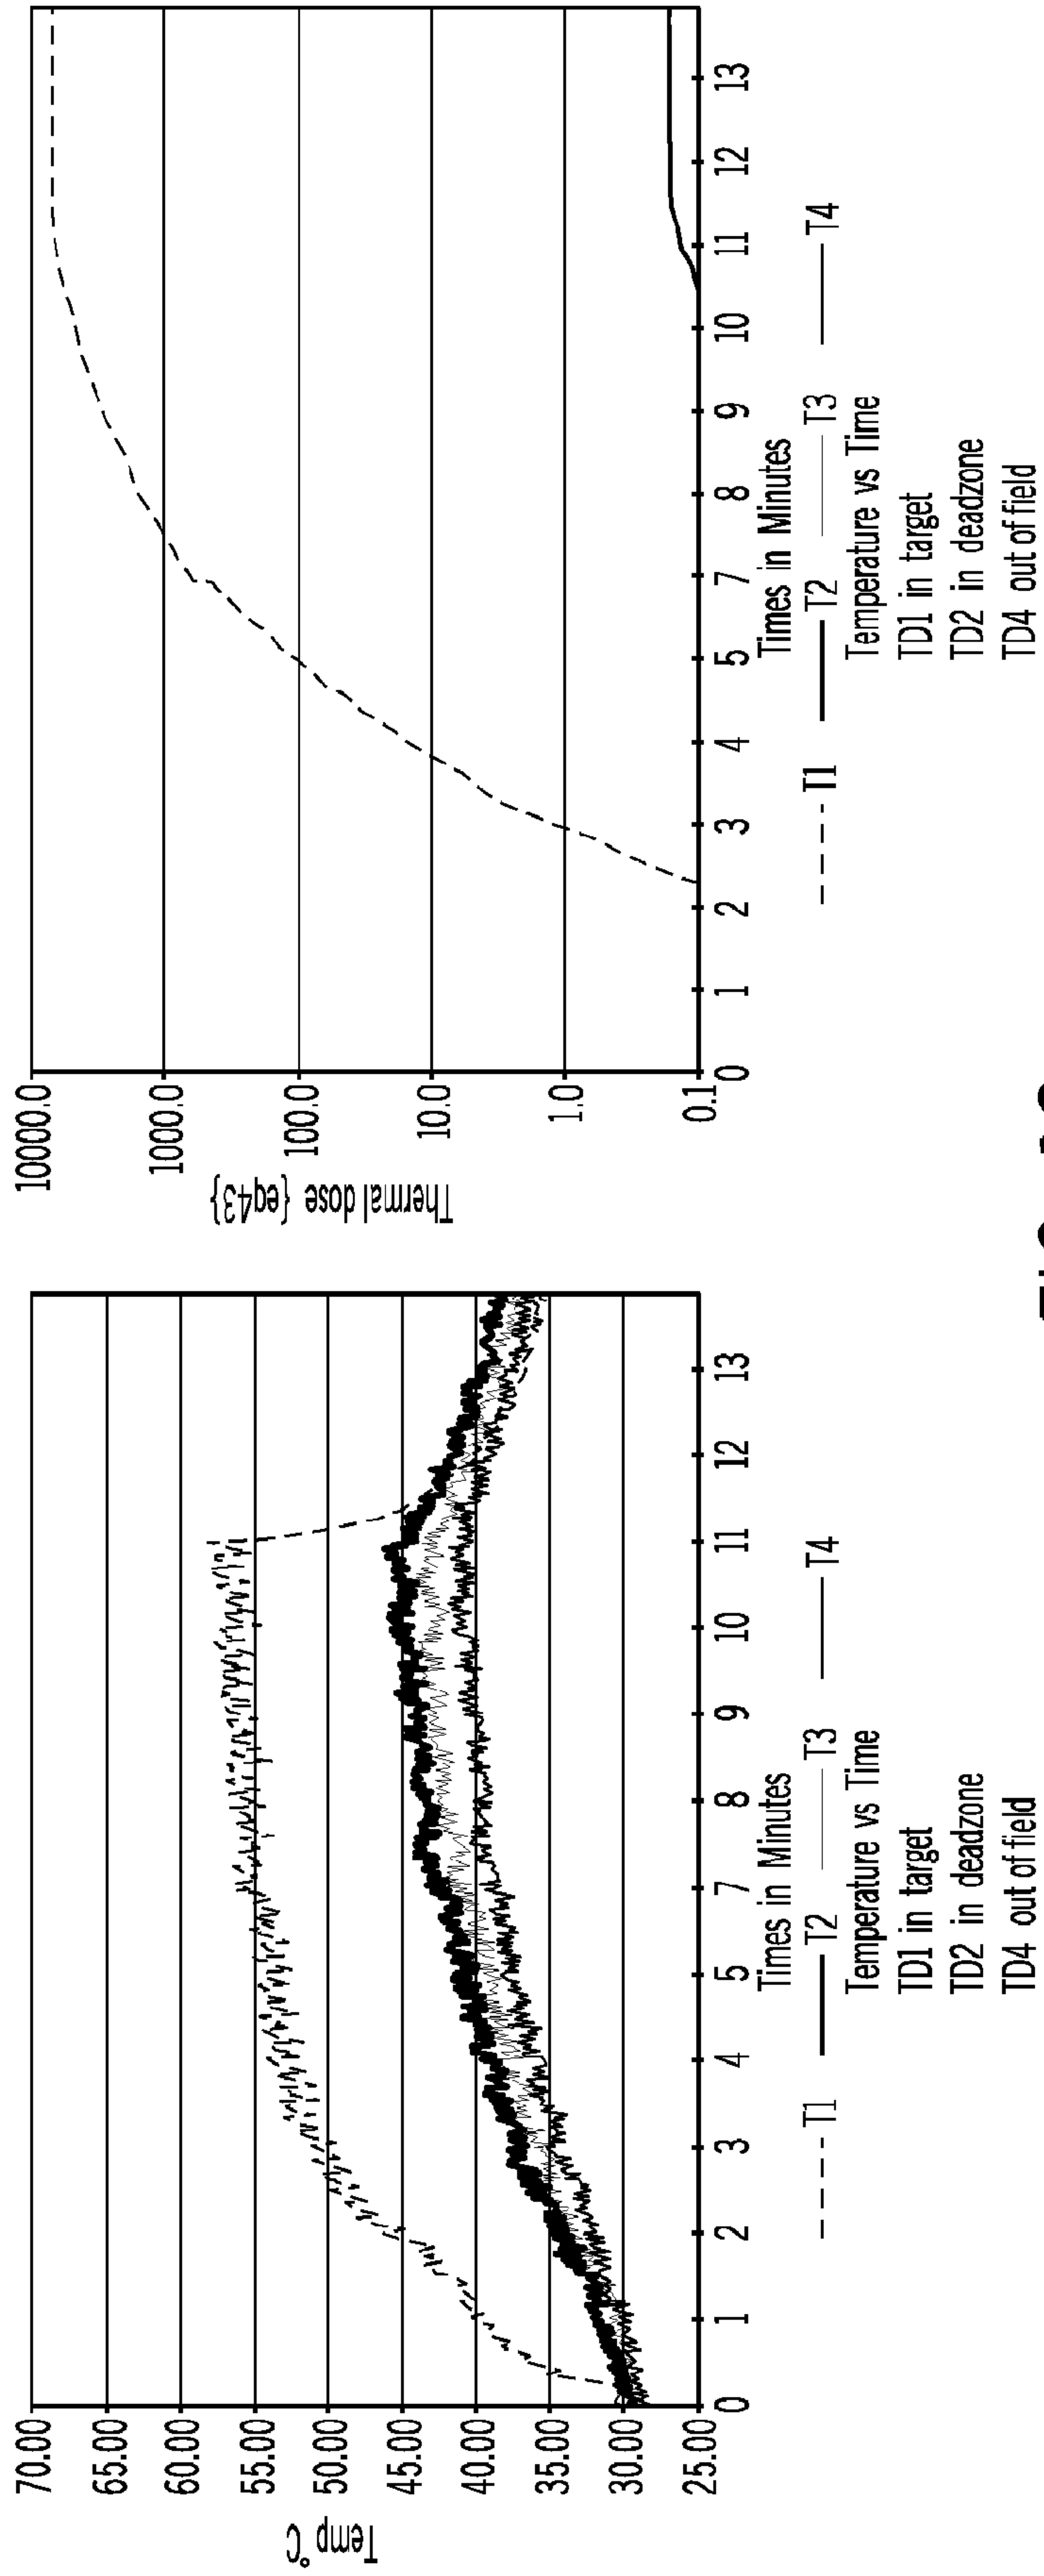 Temp°C
70.00
65.00
60.00
55.00
50.00
45.00
40.00
35.00
30.00
25.00
0 1 2 3 4 5 7 8 9 10 11 12 13
Times in Minutes
T1 T2 T3 T4
Temperature vs Time
TD1 in target
TD2 in deadzone
TD4 out of field
Thermal dose {eq43}
10000.0
1000.0
100.0
10.0
1.0
0.1
0 1 2 3 4 5 7 8 9 10 11 12 13
Times in Minutes
T1 T2 T3 T4
Temperature vs Time
TD1 in target
TD2 in deadzone
TD4 out of field